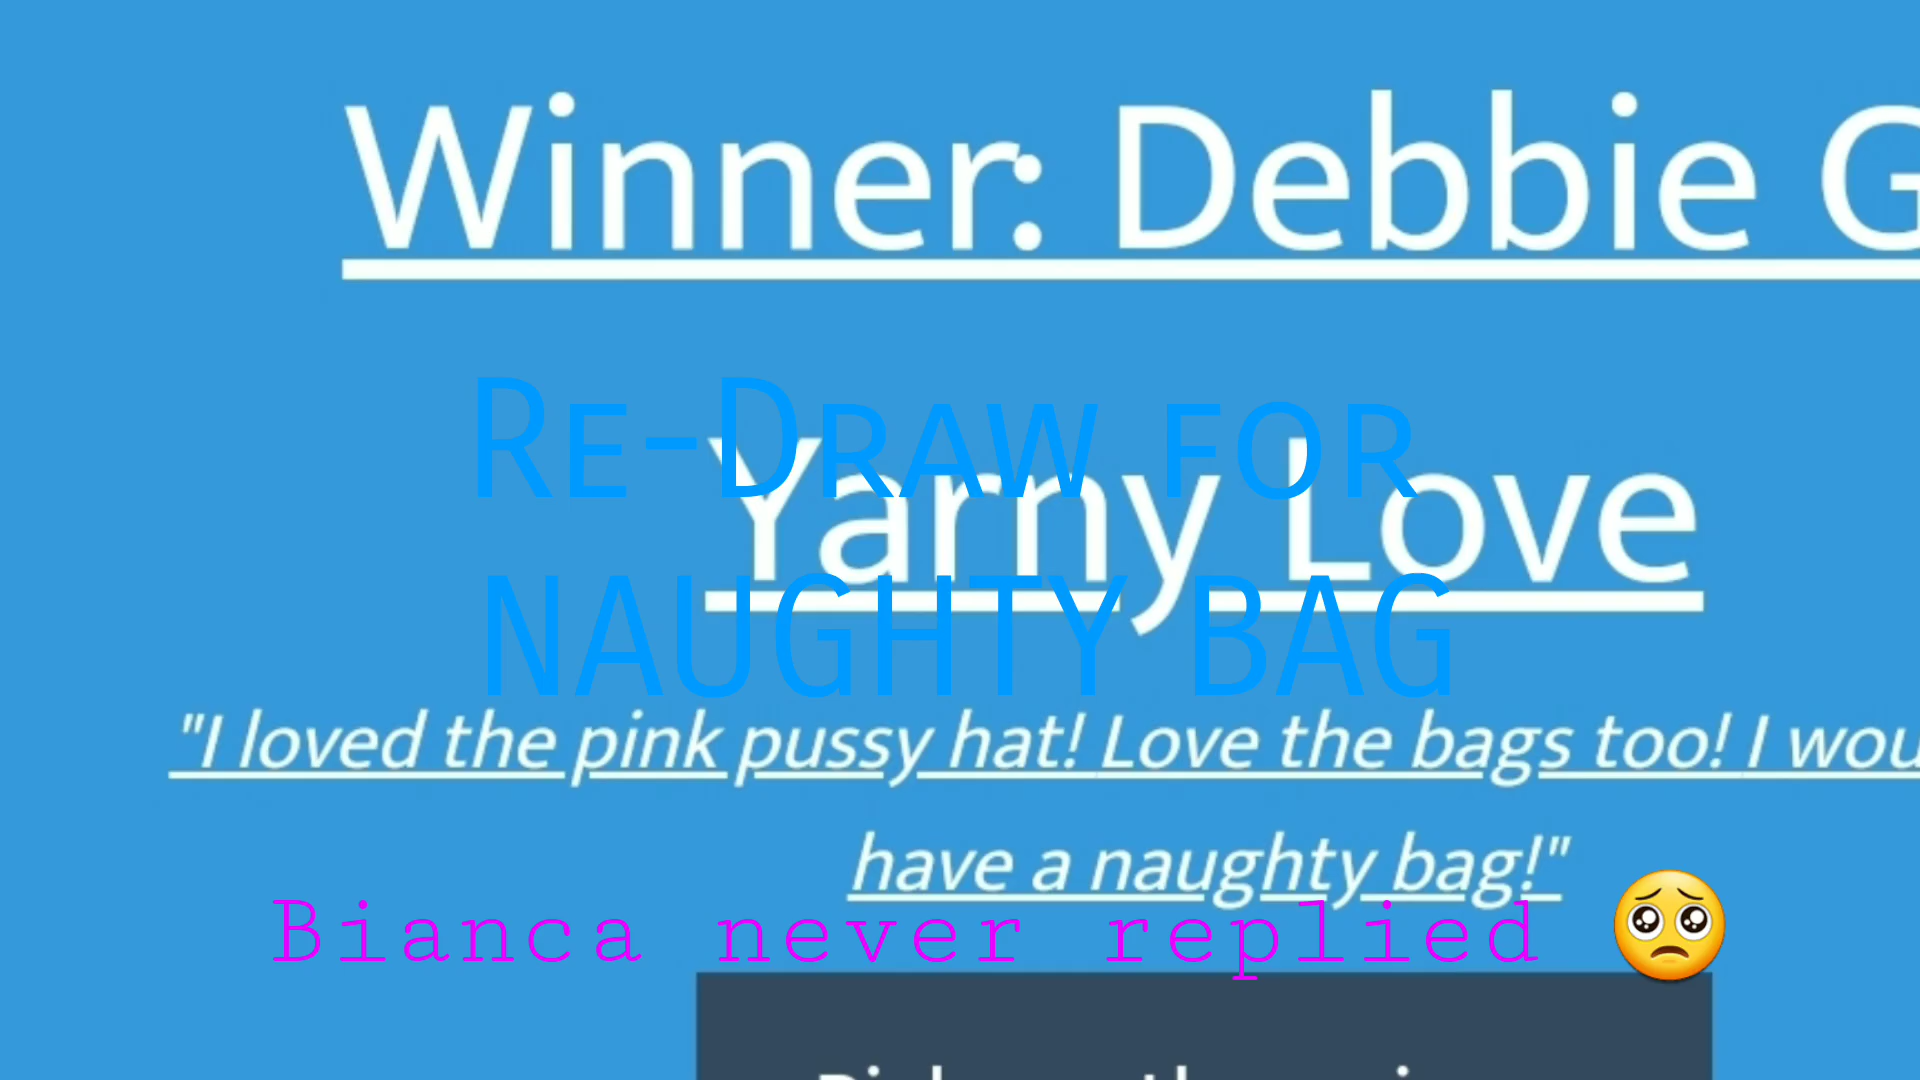 Winner: Debbie G
Re-Draw for
Yarny Love
NAUGHTY BAG
"I loved the pink pussy hat! Love the bags too! I wou
have a naughty bag!"
Bianca never replied 🥺